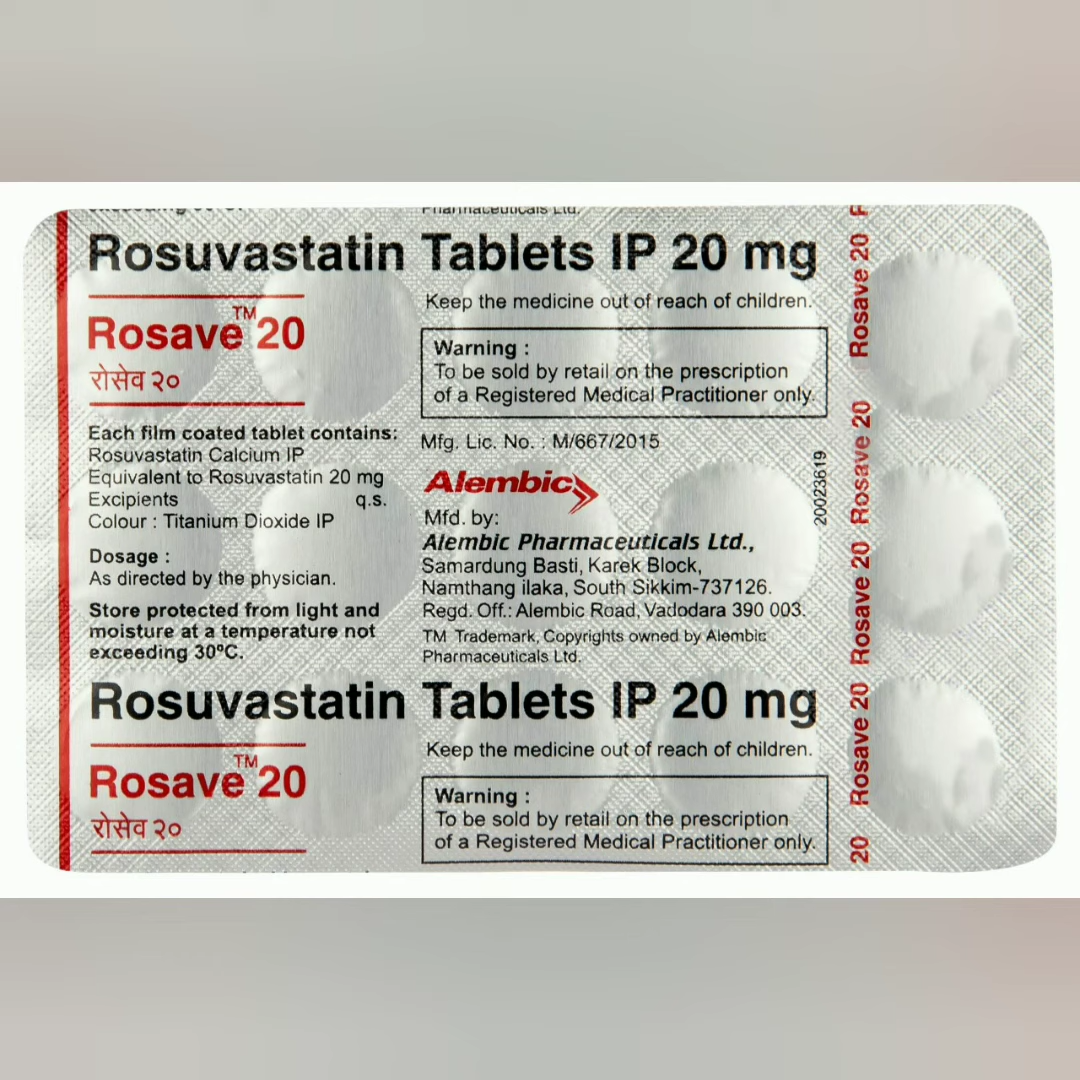 Pharmaceuticals Ltd.
Rosuvastatin Tablets IP 20 mg
Rosave™ 20
रोसेव २०
Each film coated tablet contains:
Rosuvastatin Calcium IP
Equivalent to Rosuvastatin 20 mg
Excipients q.s.
Colour : Titanium Dioxide IP
Dosage :
As directed by the physician.
Store protected from light and
moisture at a temperature not
exceeding 30ºC.
Keep the medicine out of reach of children.
Warning :
To be sold by retail on the prescription
of a Registered Medical Practitioner only.
Mfg. Lic. No. : M/667/2015
Alembic
Mfd. by:
Alembic Pharmaceuticals Ltd.,
Samardung Basti, Karek Block,
Namthang ilaka, South Sikkim-737126.
Regd. Off.: Alembic Road, Vadodara 390 003.
TM Trademark, Copyrights owned by Alembic
Pharmaceuticals Ltd.
20023619
Rosuvastatin Tablets IP 20 mg
Rosave™ 20
रोसेव २०
Keep the medicine out of reach of children.
Warning :
To be sold by retail on the prescription
of a Registered Medical Practitioner only.
20 Rosave 20 Rosave 20 Rosave 20 Rosave 20